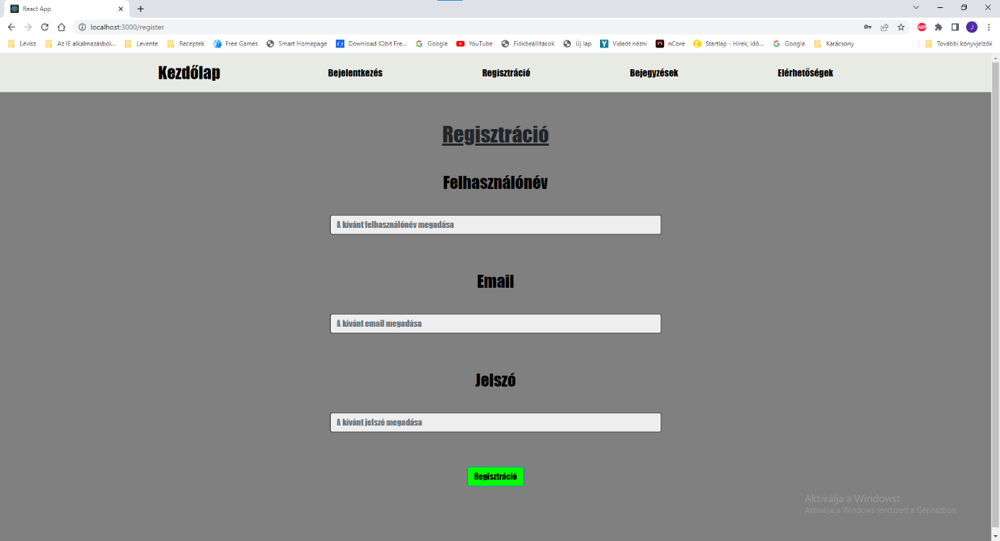 React App
localhost:3000/register
Lévisz Az IE alkalmazásból... Levente Receptek Free Games Smart Homepage Download IObit Fre... Google YouTube Fiókbeállítások Új lap Videót nézni nCore Startlap - Hírek, idő... Google Karácsony További könyvjelzők
Kezdőlap Bejelentkezés Regisztráció Bejegyzések Elérhetőségek
Regisztráció
Felhasználónév
A kívánt felhasználónév megadása
Email
A kívánt email megadása
Jelszó
A kívánt jelszó megadása
Regisztráció
Aktiválja a Windowst
Aktiválja a Windows rendszert a Gépházban.